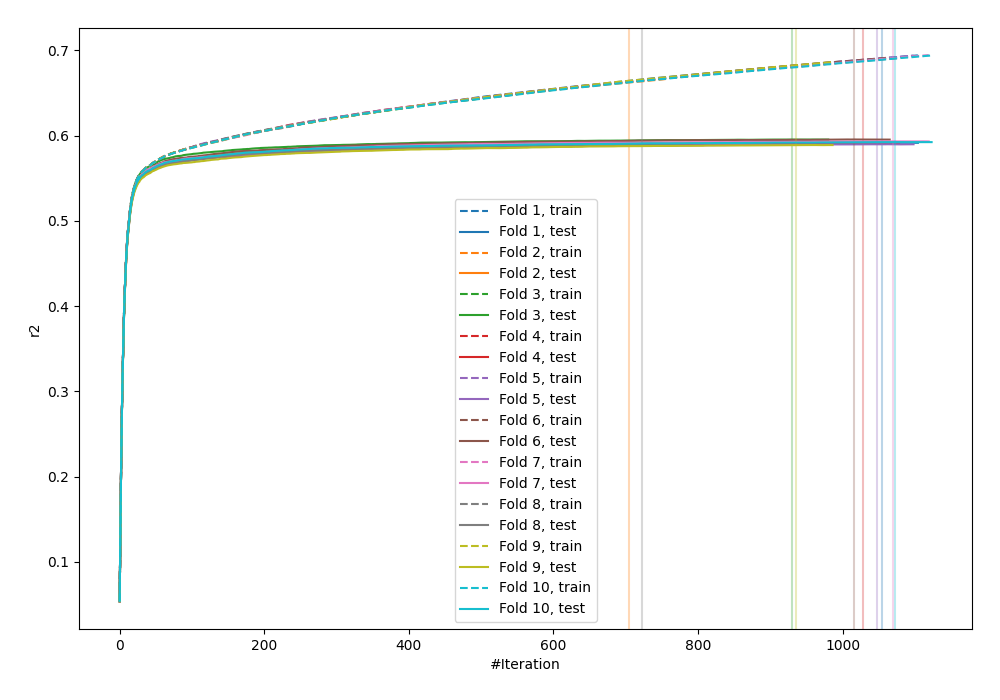 0.7
0.6
0.5
0.4
0.3
0.2
0.1
r2
Fold 1, train
Fold 1, test
Fold 2, train
Fold 2, test
Fold 3, train
Fold 3, test
Fold 4, train
Fold 4, test
Fold 5, train
Fold 5, test
Fold 6, train
Fold 6, test
Fold 7, train
Fold 7, test
Fold 8, train
Fold 8, test
Fold 9, train
Fold 9, test
Fold 10, train
Fold 10, test
0 200 400 600 800 1000
#Iteration